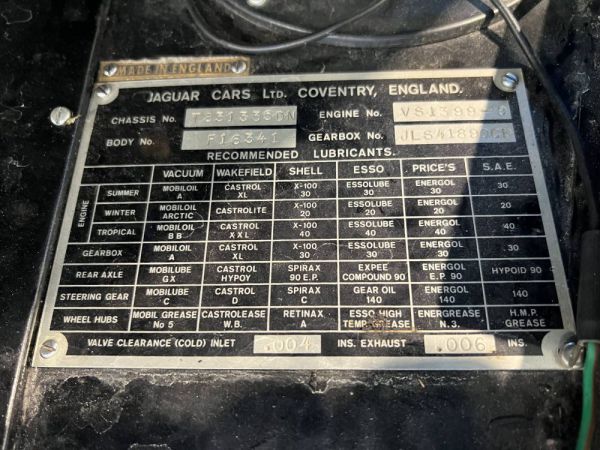 MADE IN ENGLAND
JAGUAR CARS LTD. COVENTRY, ENGLAND.
CHASSIS No. ENGINE No.
BODY No. F16341 GEARBOX No.
RECOMMENDED LUBRICANTS.
VACUUM WAKEFIELD SHELL ESSO PRICE'S S.A.E.
ENGINE
SUMMER MOBILOIL A CASTROL XL X-100 30 ESSOLUBE 30 ENERGOL 30 30
WINTER MOBILOIL ARCTIC CASTROLITE X-100 20 ESSOLUBE 20 ENERGOL 20 20
TROPICAL MOBILOIL BB CASTROL XXL X-100 40 ESSOLUBE 40 ENERGOL 40 40
GEARBOX MOBILOIL A CASTROL XL X-100 30 ESSOLUBE 30 ENERGOL 30 30
REAR AXLE MOBILUBE GX CASTROL HYPOY SPIRAX 90 E.P. EXPEE COMPOUND 90 ENERGOL E.P. 90 HYPOID 90
STEERING GEAR MOBILUBE C CASTROL D SPIRAX C GEAR OIL 140 ENERGOL 140 140
WHEEL HUBS MOBIL GREASE No 5 CASTROLEASE W.B. RETINAX A ESSO HIGH TEMP. GREASE ENERGREASE N.3. H.M.P. GREASE
VALVE CLEARANCE (COLD) INLET .004 INS. EXHAUST .006 INS.